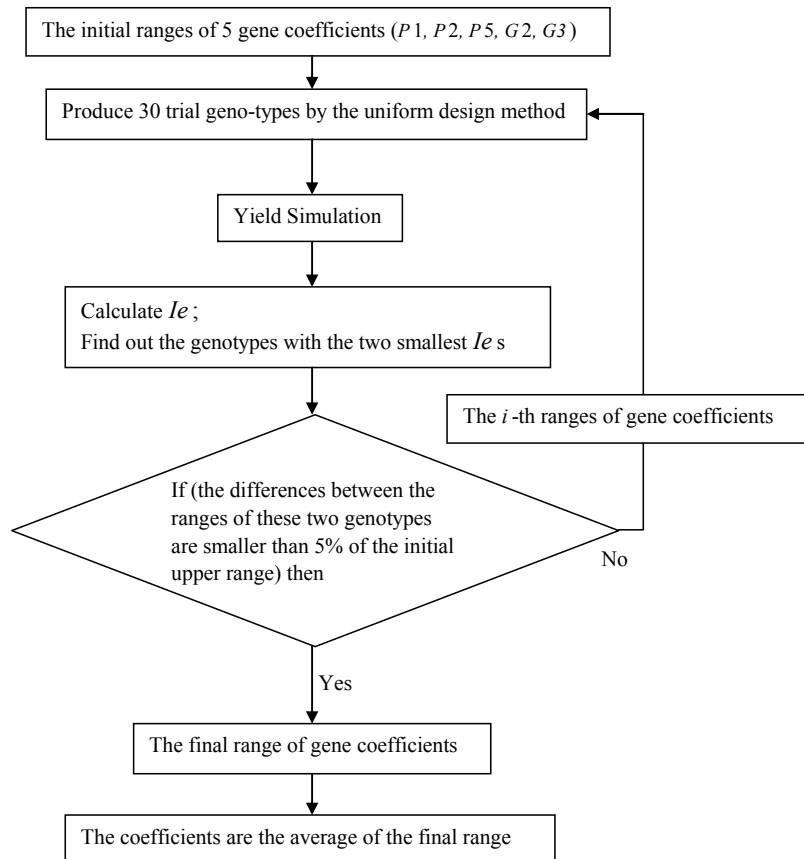 The initial ranges of 5 gene coefficients (P1, P2, P5, G2, G3)
Produce 30 trial geno-types by the uniform design method
Yield Simulation
Calculate Ie;
Find out the genotypes with the two smallest Ie s
The i-th ranges of gene coefficients
If (the differences between the
ranges of these two genotypes
are smaller than 5% of the initial
upper range) then
No
Yes
The final range of gene coefficients
The coefficients are the average of the final range